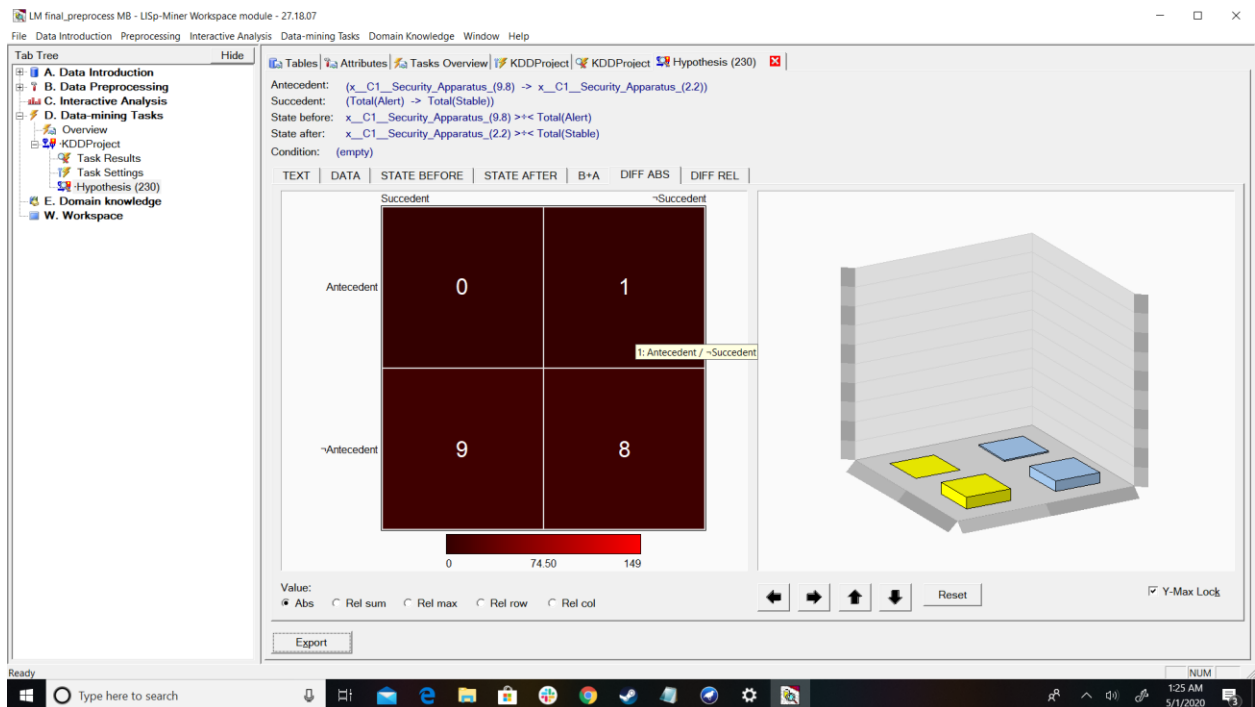 LM final_preprocess MB - LISp-Miner Workspace module - 27.18.07
File Data Introduction Preprocessing Interactive Analysis Data-mining Tasks Domain Knowledge Window Help
Tab Tree Hide
A. Data Introduction
B. Data Preprocessing
C. Interactive Analysis
D. Data-mining Tasks
Overview
KDDProject
Task Results
Task Settings
Hypothesis (230)
E. Domain knowledge
W. Workspace
Tables Attributes Tasks Overview KDDProject KDDProject Hypothesis (230)
Antecedent: (x__C1__Security_Apparatus_(9.8) -> x__C1__Security_Apparatus_(2.2))
Succedent: (Total(Alert) -> Total(Stable))
State before: x__C1__Security_Apparatus_(9.8) >÷< Total(Alert)
State after: x__C1__Security_Apparatus_(2.2) >÷< Total(Stable)
Condition: (empty)
TEXT DATA STATE BEFORE STATE AFTER B+A DIFF ABS DIFF REL
Succedent ¬Succedent
Antecedent 0 1
1: Antecedent / ¬Succedent
¬Antecedent 9 8
0 74.50 149
Value:
Abs Rel sum Rel max Rel row Rel col
Reset
Y-Max Lock
Export
Ready
NUM
Type here to search
1:25 AM
5/1/2020
3